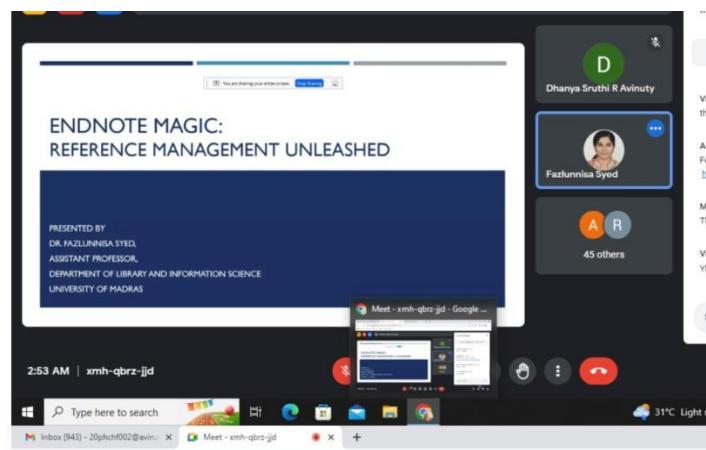 You are sharing your entire screen. Stop Sharing
ENDNOTE MAGIC:
REFERENCE MANAGEMENT UNLEASHED
PRESENTED BY
DR. FAZLUNNISA SYED,
ASSISTANT PROFESSOR,
DEPARTMENT OF LIBRARY AND INFORMATION SCIENCE
UNIVERSITY OF MADRAS
D
Dhanya Sruthi R Avinuty
Fazlunnisa Syed
A R
45 others
Meet - xmh-qbrz-jjd - Google ...
2:53 AM | xmh-qbrz-jjd
Type here to search
31°C Light
Inbox (943) - 20phchf002@avinu
Meet - xmh-qbrz-jjd